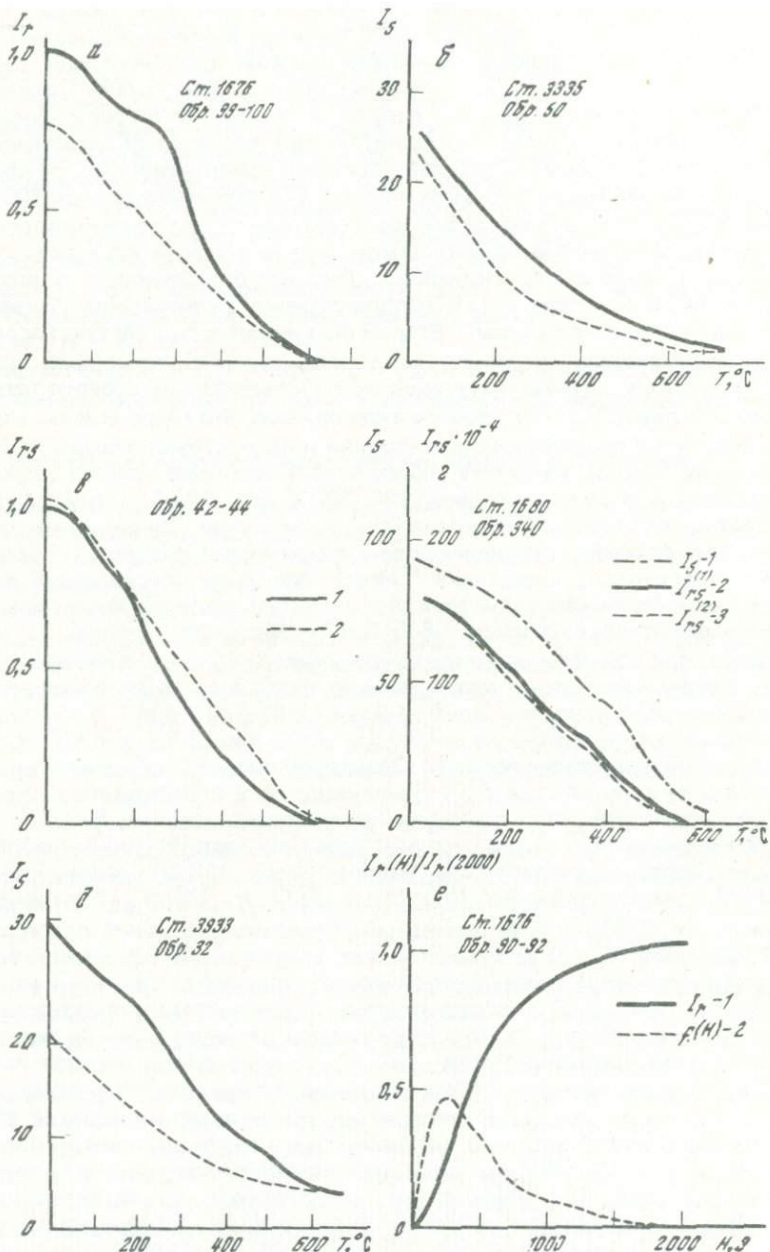 I_r
а
1,0
0,5
0
Ст. 1676
Обр. 99-100
I_s
б
30
20
10
0
Ст. 3335
Обр. 50
200
400
600
T,°C
I_rs
в
1,0
0,5
0
Обр. 42-44
1
2
I_s
I_rs·10⁻⁴
2
Ст. 1680
Обр. 340
100
200
50
100
0
I_s-1
I_rs⁽¹⁾-2
I_rs⁽²⁾-3
200
400
600
T,°C
I_s
д
30
20
10
0
Ст. 3933
Обр. 32
200
400
600
T,°C
I_r(H)/I_r(2000)
е
1,0
0,5
0
Ст. 1676
Обр. 90-92
I_r-1
f(H)-2
1000
2000
H,э